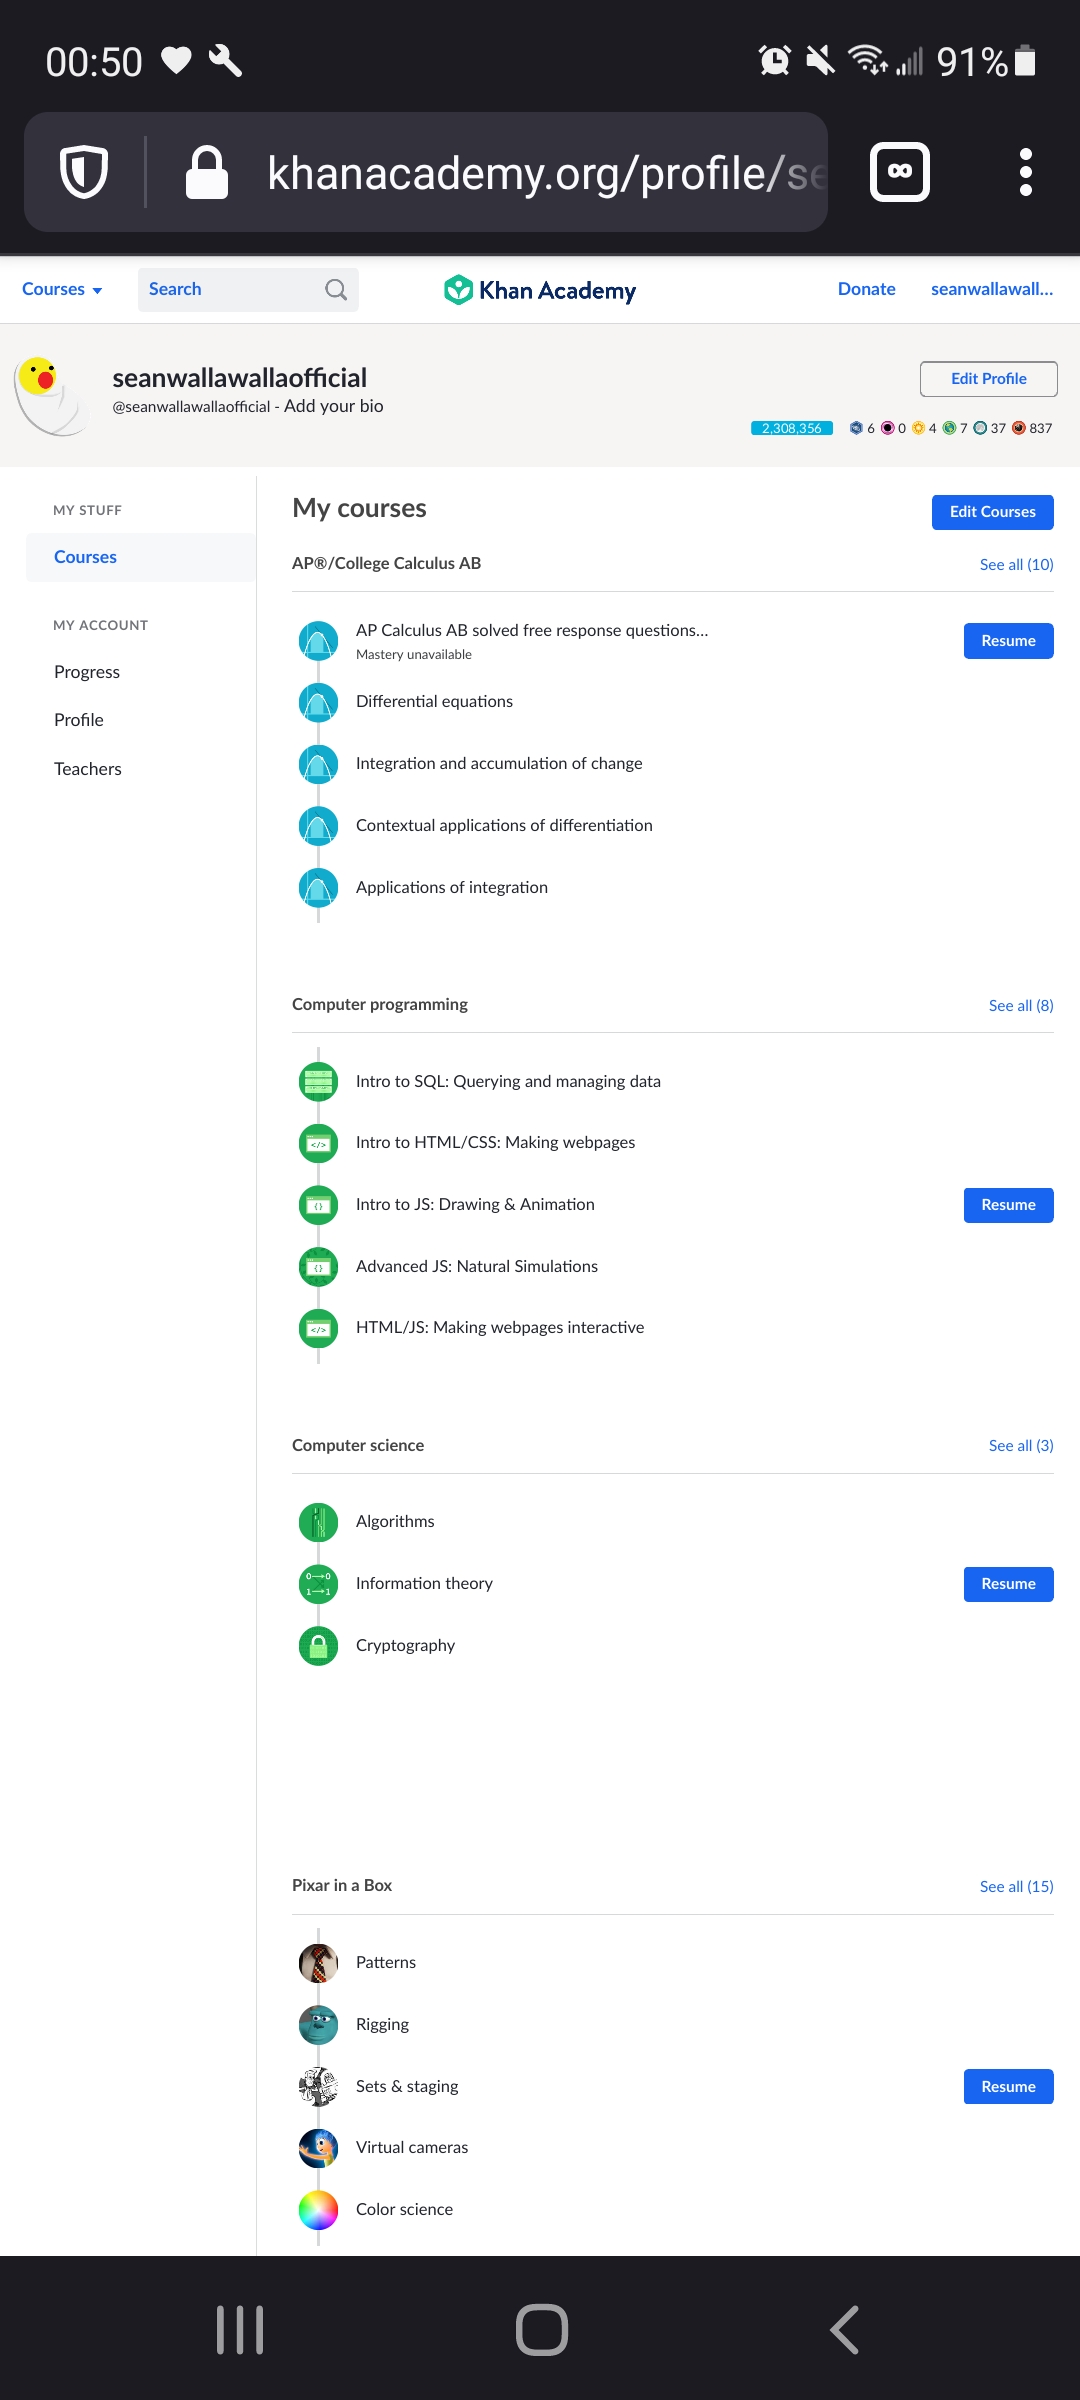 00:50
91%
khanacademy.org/profile/se
Courses
Search
Khan Academy
Donate
seanwallawall...
seanwallawallaofficial
@seanwallawallaofficial - Add your bio
Edit Profile
2,308,356 6 0 4 7 37 837
MY STUFF
Courses
MY ACCOUNT
Progress
Profile
Teachers
My courses
Edit Courses
AP®/College Calculus AB
See all (10)
AP Calculus AB solved free response questions...
Mastery unavailable
Resume
Differential equations
Integration and accumulation of change
Contextual applications of differentiation
Applications of integration
Computer programming
See all (8)
Intro to SQL: Querying and managing data
Intro to HTML/CSS: Making webpages
Intro to JS: Drawing & Animation
Resume
Advanced JS: Natural Simulations
HTML/JS: Making webpages interactive
Computer science
See all (3)
Algorithms
Information theory
Resume
Cryptography
Pixar in a Box
See all (15)
Patterns
Rigging
Sets & staging
Resume
Virtual cameras
Color science